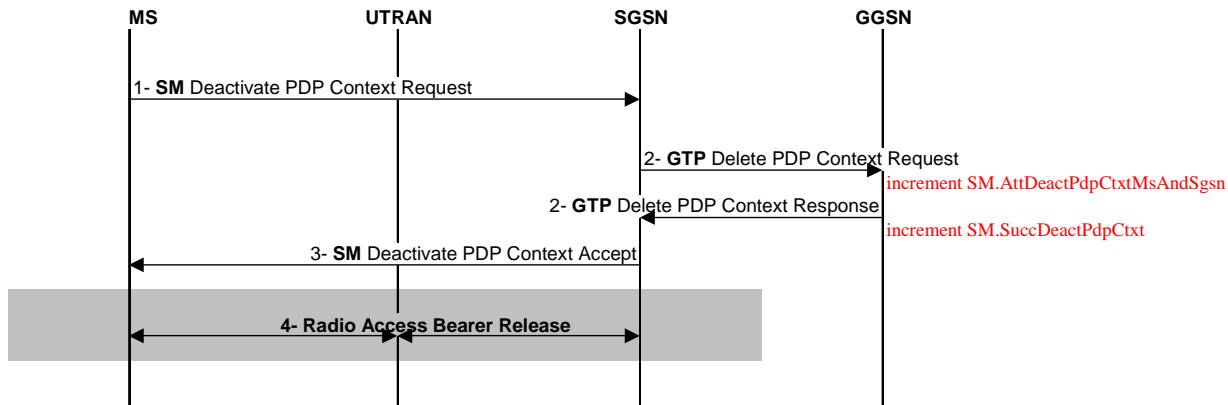 MS UTRAN SGSN GGSN
1- SM Deactivate PDP Context Request
2- GTP Delete PDP Context Request
increment SM.AttDeactPdpCtxtMsAndSgsn
2- GTP Delete PDP Context Response
increment SM.SuccDeactPdpCtxt
3- SM Deactivate PDP Context Accept
4- Radio Access Bearer Release